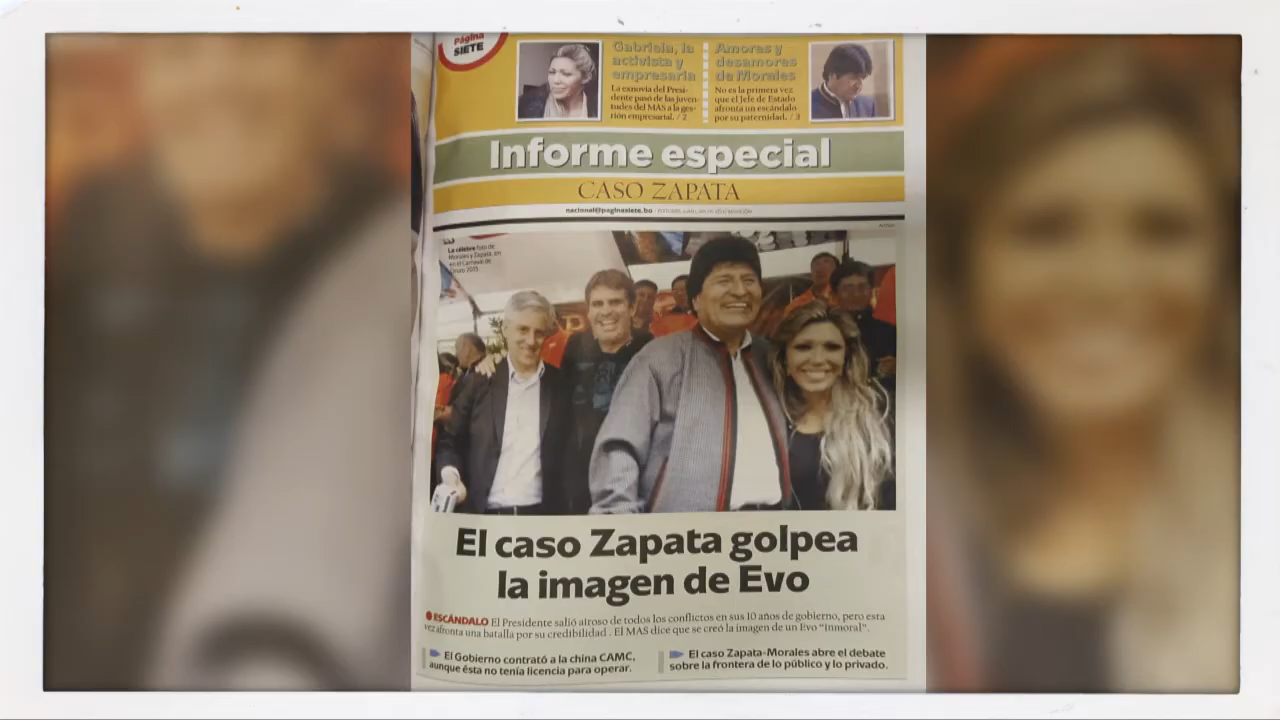 Página
SIETE
Gabriela, la
activista y
empresaria
La exnovia del Presi-
dente pasó de las juven-
tudes del MAS a la ges-
tión empresarial. / 2
Amores y
desamores
de Morales
No es la primera vez
que el Jefe de Estado
afronta un escándalo
por su paternidad. / 3
Informe especial
CASO ZAPATA
nacional@paginasiete.bo
La célebre foto de
Morales y Zapata, en
en el Carnaval de
Oruro 2015
El caso Zapata golpea
la imagen de Evo
ESCÁNDALO El Presidente salió airoso de todos los conflictos en sus 10 años de gobierno, pero esta
vez afronta una batalla por su credibilidad . El MAS dice que se creó la imagen de un Evo “Inmoral”.
El Gobierno contrató a la china CAMC,
aunque ésta no tenía licencia para operar.
El caso Zapata-Morales abre el debate
sobre la frontera de lo público y lo privado.